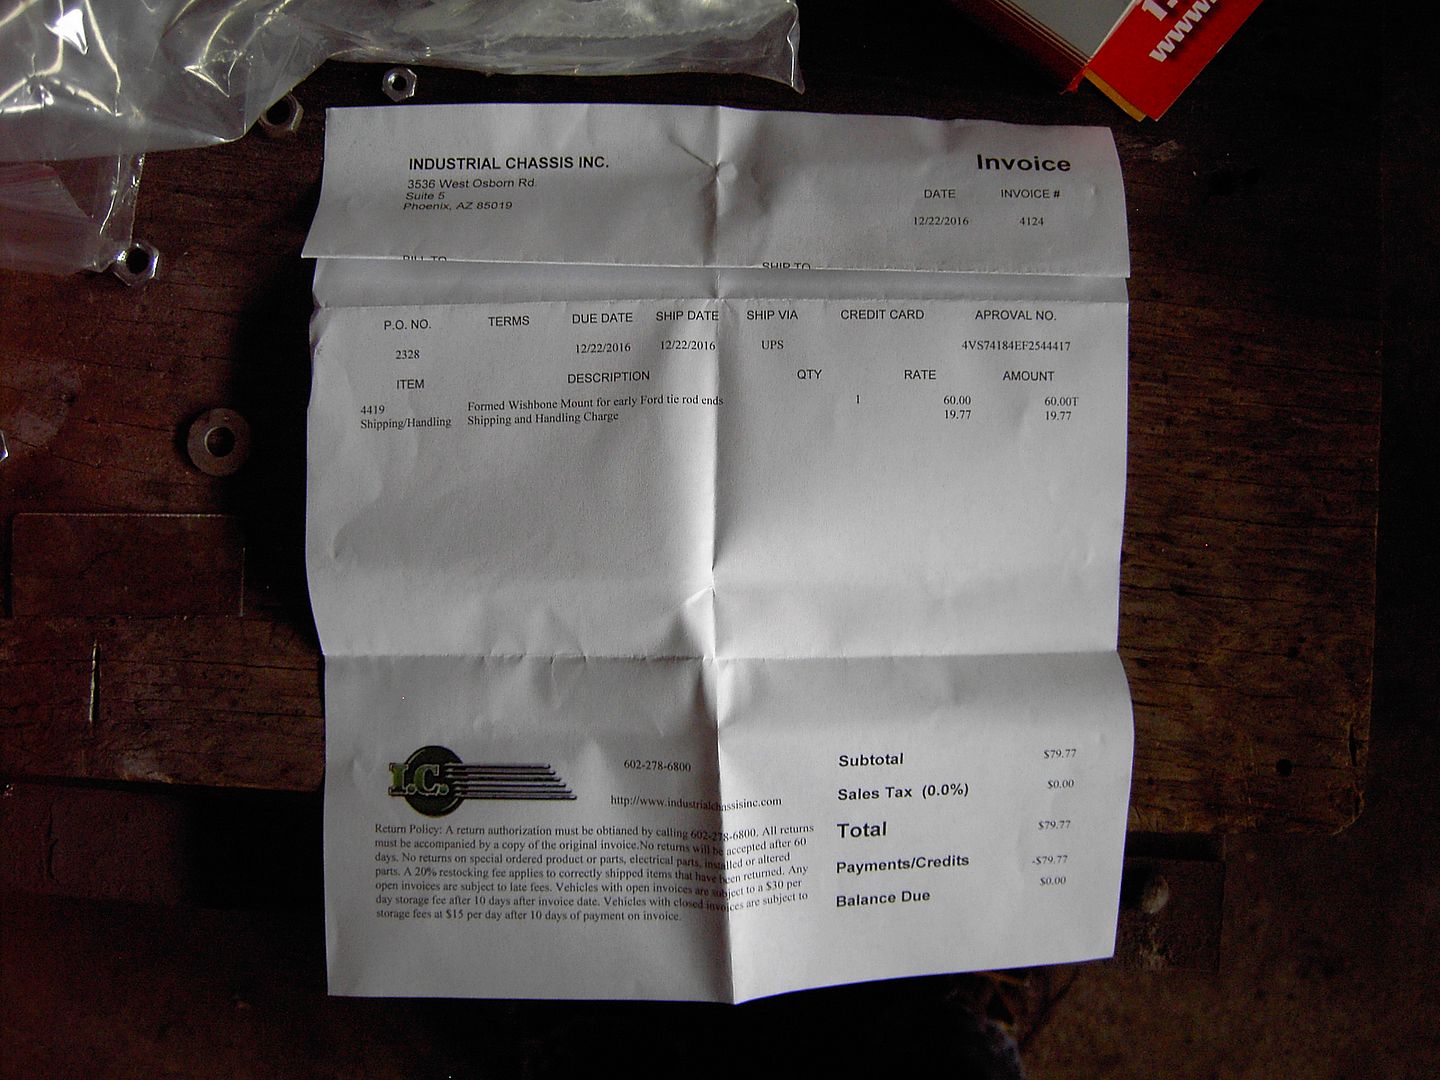 www.
INDUSTRIAL CHASSIS INC.
3536 West Osborn Rd.
Suite 5
Phoenix, AZ 85019
Invoice
DATE INVOICE #
12/22/2016 4124
BILL TO SHIP TO
P.O. NO. TERMS DUE DATE SHIP DATE SHIP VIA CREDIT CARD APROVAL NO.
2328 12/22/2016 12/22/2016 UPS 4VS74184EF2544417
ITEM DESCRIPTION QTY RATE AMOUNT
4419 Formed Wishbone Mount for early Ford tie rod ends 1 60.00 60.00T
Shipping/Handling Shipping and Handling Charge 19.77 19.77
I.C.
602-278-6800
http://www.industrialchassisinc.com
Return Policy: A return authorization must be obtianed by calling 602-278-6800. All returns
must be accompanied by a copy of the original invoice.No returns will be accepted after 60
days. No returns on special ordered product or parts, electrical parts, installed or altered
parts. A 20% restocking fee applies to correctly shipped items that have been returned. Any
open invoices are subject to late fees. Vehicles with open invoices are subject to a $30 per
day storage fee after 10 days after invoice date. Vehicles with closed invoices are subject to
storage fees at $15 per day after 10 days of payment on invoice.
Subtotal $79.77
Sales Tax (0.0%) $0.00
Total $79.77
Payments/Credits -$79.77
Balance Due $0.00